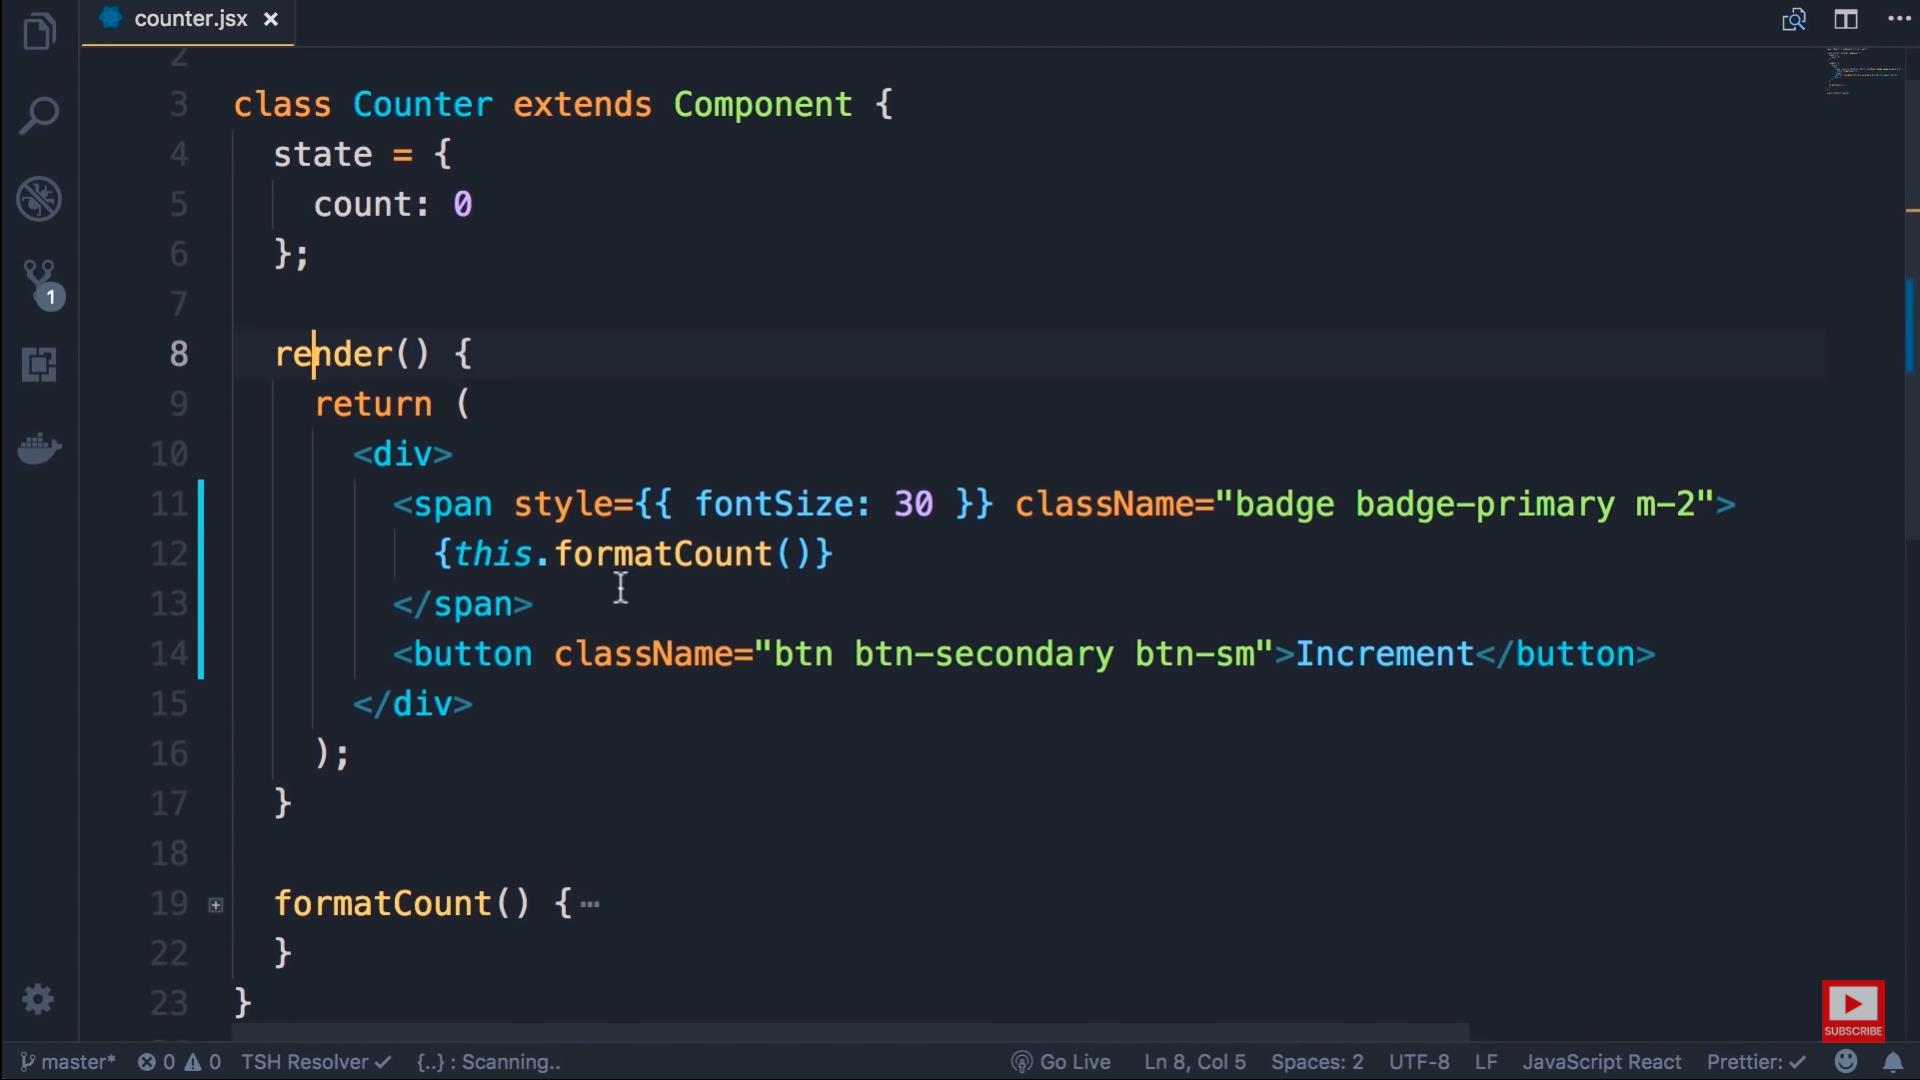 counter.jsx ×
2
3 class Counter extends Component {
4 state = {
5 count: 0
6 };
7
8 render() {
9 return (
10 <div>
11 <span style={{ fontSize: 30 }} className="badge badge-primary m-2">
12 {this.formatCount()}
13 </span>
14 <button className="btn btn-secondary btn-sm">Increment</button>
15 </div>
16 );
17 }
18
19 formatCount() {⋯
22 }
23 }
1
SUBSCRIBE
master* 0 0 TSH Resolver ✓ {..} : Scanning.. Go Live Ln 8, Col 5 Spaces: 2 UTF-8 LF JavaScript React Prettier: ✓